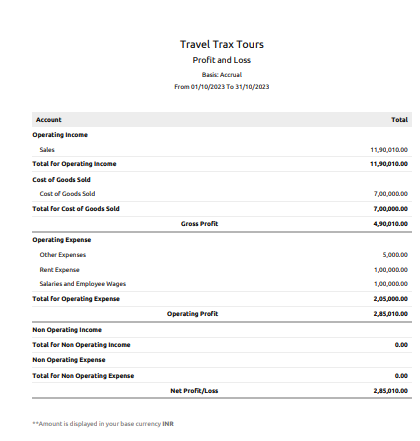 Travel Trax Tours
Profit and Loss
Basis: Accrual
From 01/10/2023 To 31/10/2023
Account Total
Operating Income
Sales 11,90,010.00
Total for Operating Income 11,90,010.00
Cost of Goods Sold
Cost of Goods Sold 7,00,000.00
Total for Cost of Goods Sold 7,00,000.00
Gross Profit 4,90,010.00
Operating Expense
Other Expenses 5,000.00
Rent Expense 1,00,000.00
Salaries and Employee Wages 1,00,000.00
Total for Operating Expense 2,05,000.00
Operating Profit 2,85,010.00
Non Operating Income
Total for Non Operating Income 0.00
Non Operating Expense
Total for Non Operating Expense 0.00
Net Profit/Loss 2,85,010.00
**Amount is displayed in your base currency INR